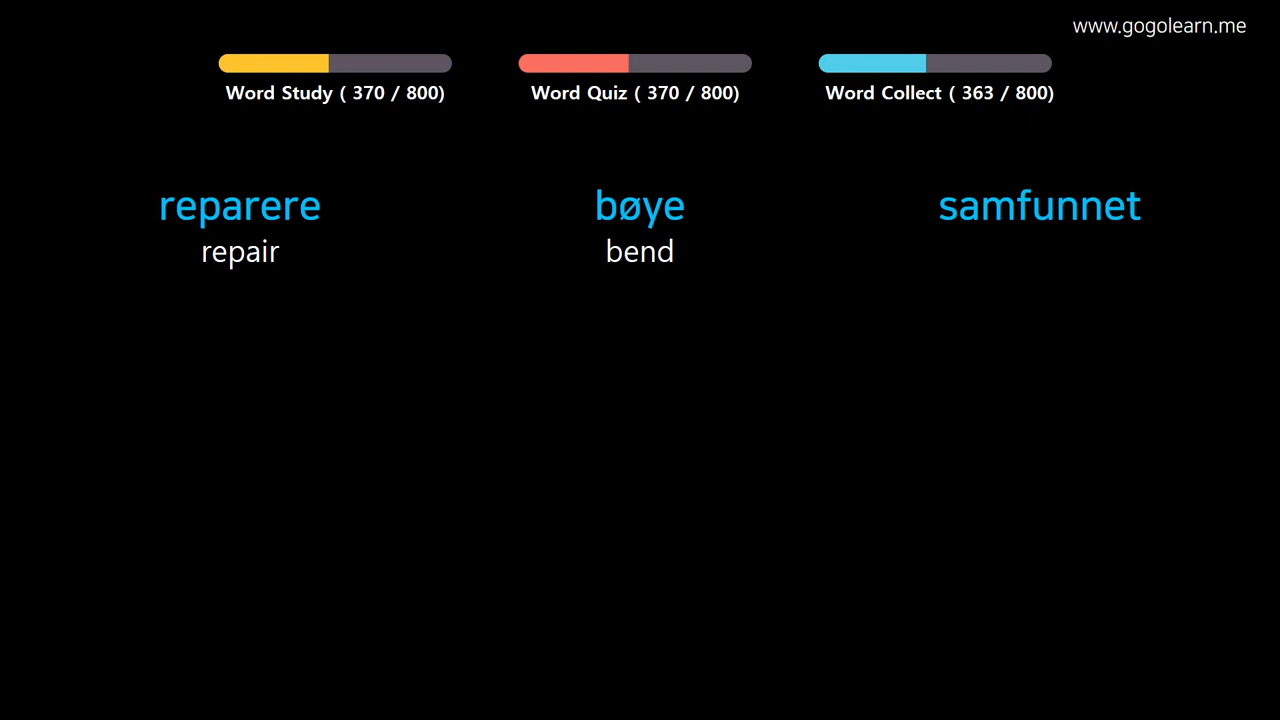 www.gogolearn.me
Word Study ( 370 / 800)
Word Quiz ( 370 / 800)
Word Collect ( 363 / 800)
reparere
repair
bøye
bend
samfunnet